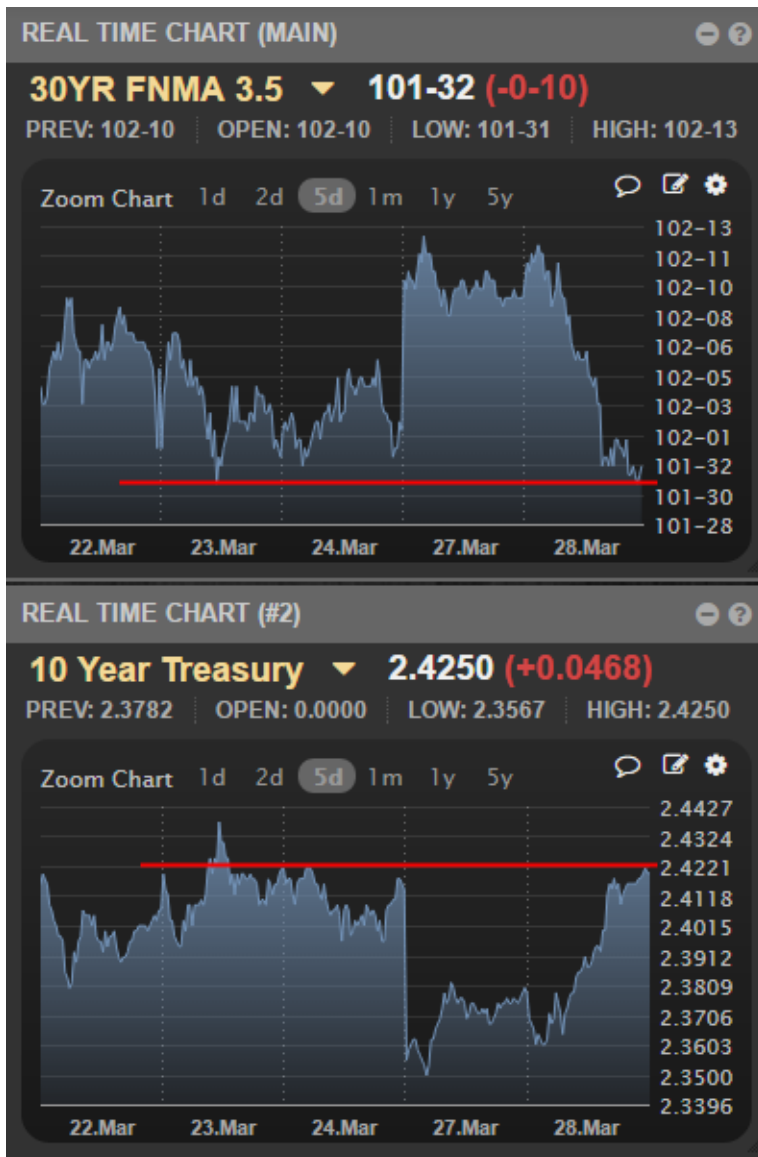 REAL TIME CHART (MAIN)
30YR FNMA 3.5 101-32 (-0-10)
PREV: 102-10 OPEN: 102-10 LOW: 101-31 HIGH: 102-13
Zoom Chart 1d 2d 5d 1m 1y 5y
102-13
102-11
102-10
102-08
102-06
102-05
102-03
102-01
101-32
101-30
101-28
22.Mar 23.Mar 24.Mar 27.Mar 28.Mar
REAL TIME CHART (#2)
10 Year Treasury 2.4250 (+0.0468)
PREV: 2.3782 OPEN: 0.0000 LOW: 2.3567 HIGH: 2.4250
Zoom Chart 1d 2d 5d 1m 1y 5y
2.4427
2.4324
2.4221
2.4118
2.4015
2.3912
2.3809
2.3706
2.3603
2.3500
2.3396
22.Mar 23.Mar 24.Mar 27.Mar 28.Mar